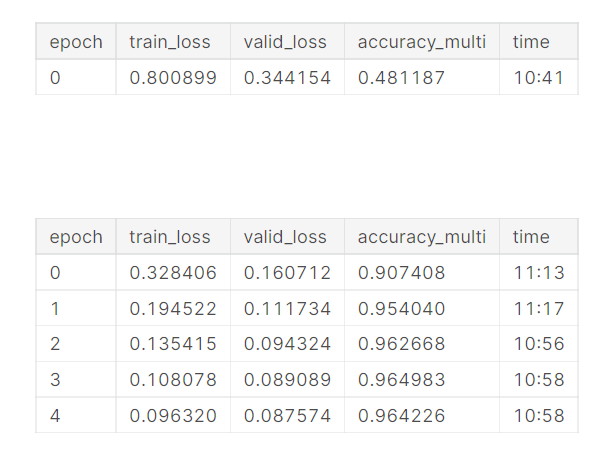 epoch train_loss valid_loss accuracy_multi time
0 0.800899 0.344154 0.481187 10:41
epoch train_loss valid_loss accuracy_multi time
0 0.328406 0.160712 0.907408 11:13
1 0.194522 0.111734 0.954040 11:17
2 0.135415 0.094324 0.962668 10:56
3 0.108078 0.089089 0.964983 10:58
4 0.096320 0.087574 0.964226 10:58